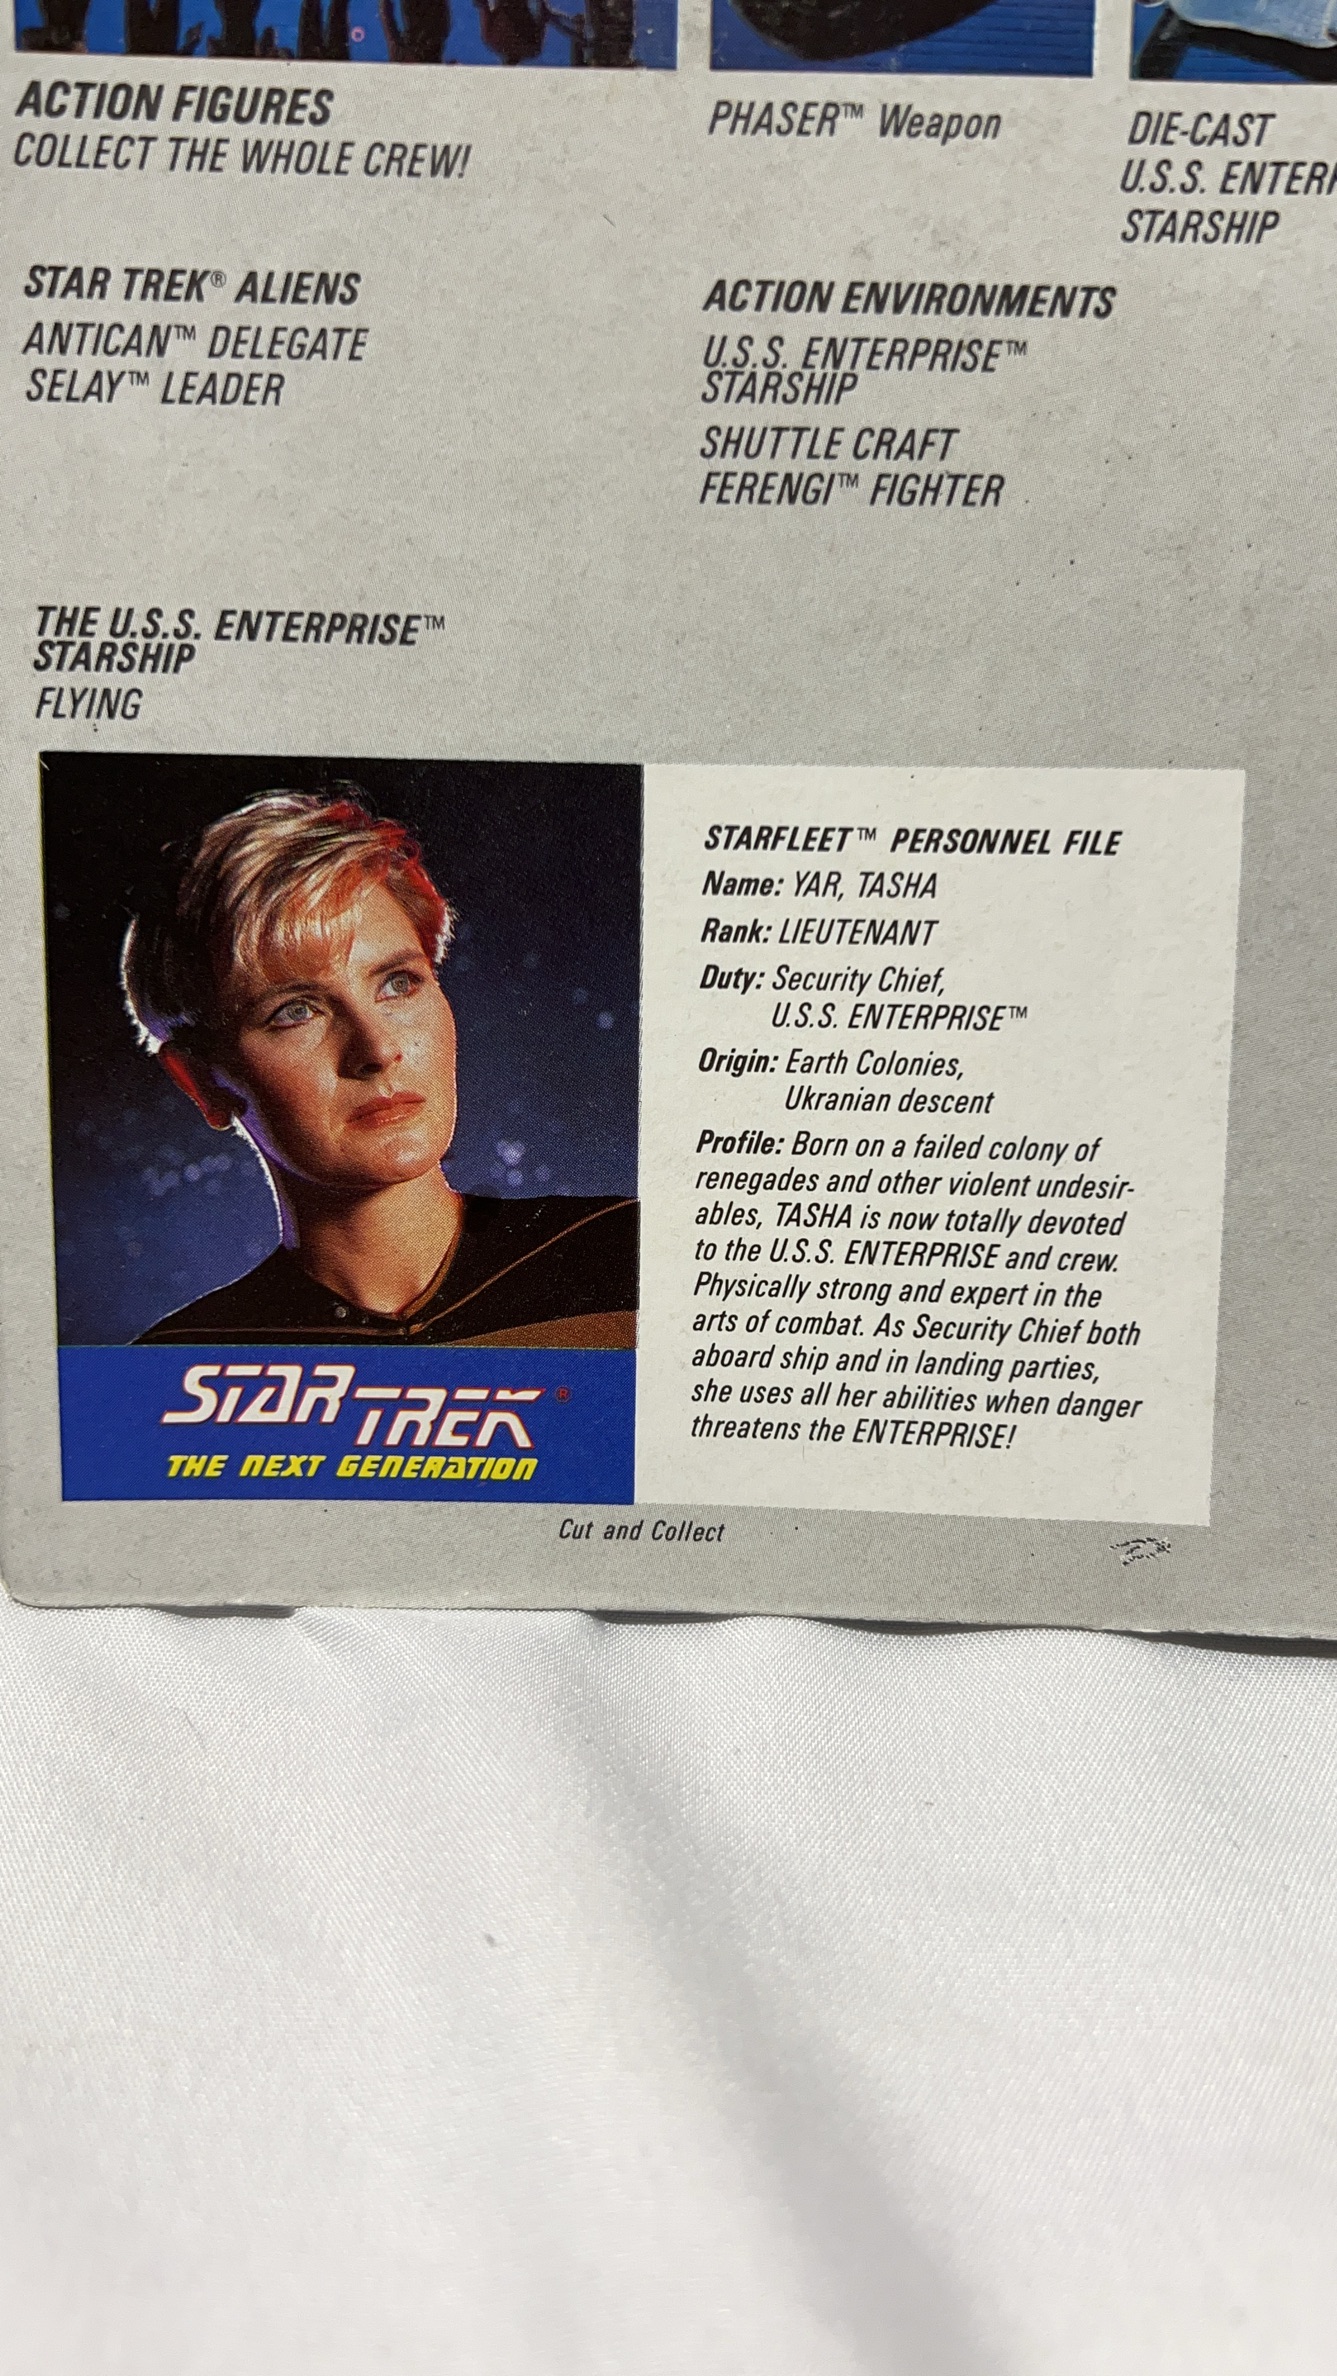 ACTION FIGURES
COLLECT THE WHOLE CREW!
PHASER™ Weapon
DIE-CAST
U.S.S.
STARSHIP
STAR TREK® ALIENS
ANTICAN™ DELEGATE
SELAY™ LEADER
ACTION ENVIRONMENTS
U.S.S. ENTERPRISE™
STARSHIP
SHUTTLE CRAFT
FERENGI™ FIGHTER
THE U.S.S. ENTERPRISE™
STARSHIP
FLYING
STAR TREK®
THE NEXT GENERATION
STARFLEET™ PERSONNEL FILE
Name: YAR, TASHA
Rank: LIEUTENANT
Duty: Security Chief,
U.S.S. ENTERPRISE™
Origin: Earth Colonies,
Ukranian descent
Profile: Born on a failed colony of
renegades and other violent undesir-
ables, TASHA is now totally devoted
to the U.S.S. ENTERPRISE and crew.
Physically strong and expert in the
arts of combat. As Security Chief both
aboard ship and in landing parties,
she uses all her abilities when danger
threatens the ENTERPRISE!
Cut and Collect